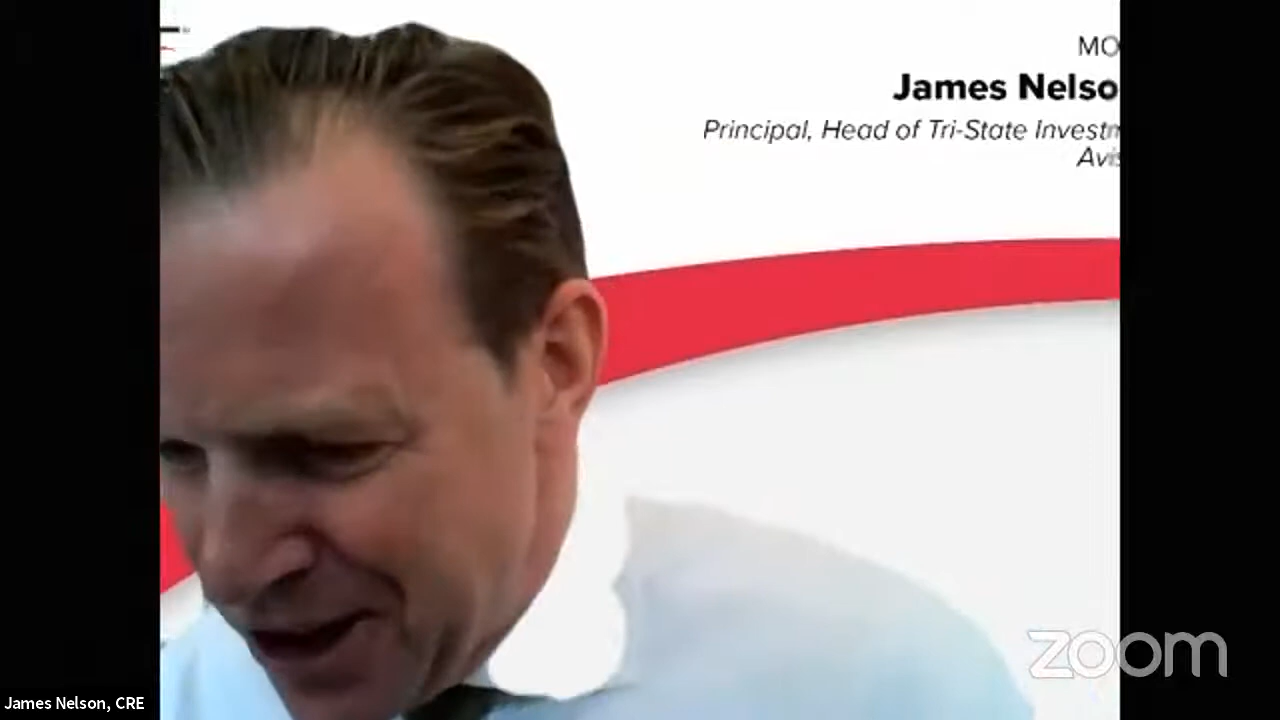 MO
James Nelso
Principal, Head of Tri-State Investm
Avis
zoom
James Nelson, CRE